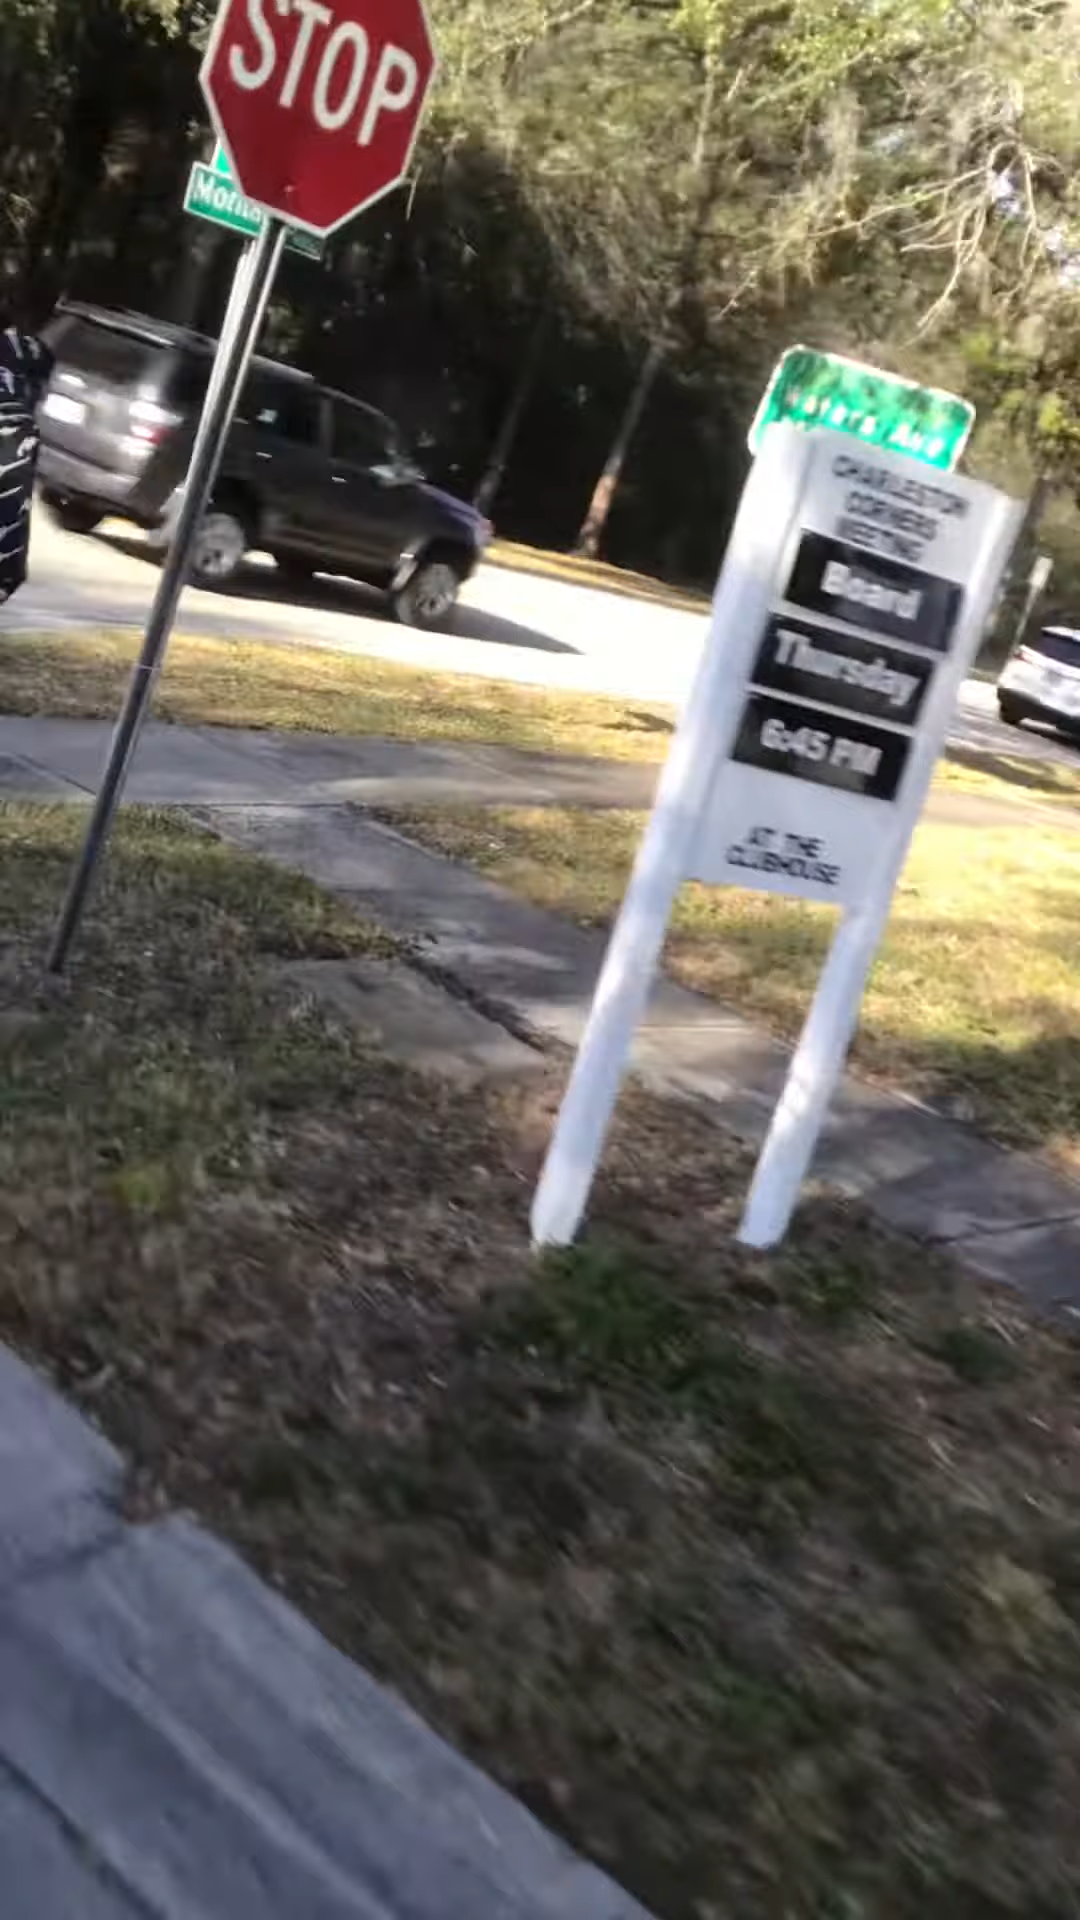 STOP
CHARLESTON
CORNERS
MEETING
Board
Thursday
6:45 PM
AT THE
CLUBHOUSE